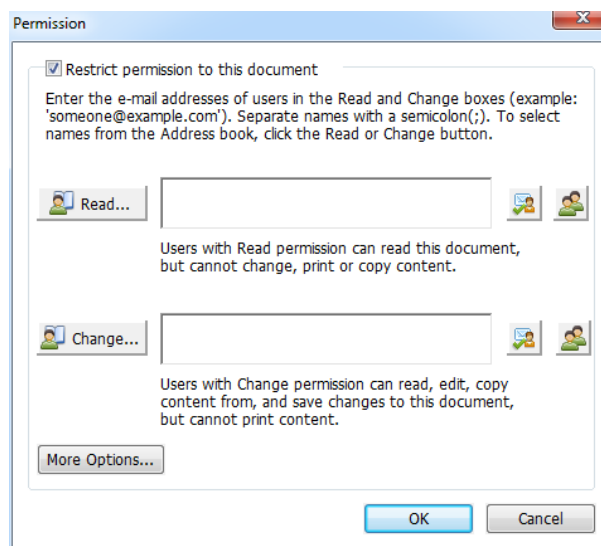 Permission
Restrict permission to this document
Enter the e-mail addresses of users in the Read and Change boxes (example:
'someone@example.com'). Separate names with a semicolon(;). To select
names from the Address book, click the Read or Change button.
Read...
Users with Read permission can read this document,
but cannot change, print or copy content.
Change...
Users with Change permission can read, edit, copy
content from, and save changes to this document,
but cannot print content.
More Options...
OK Cancel